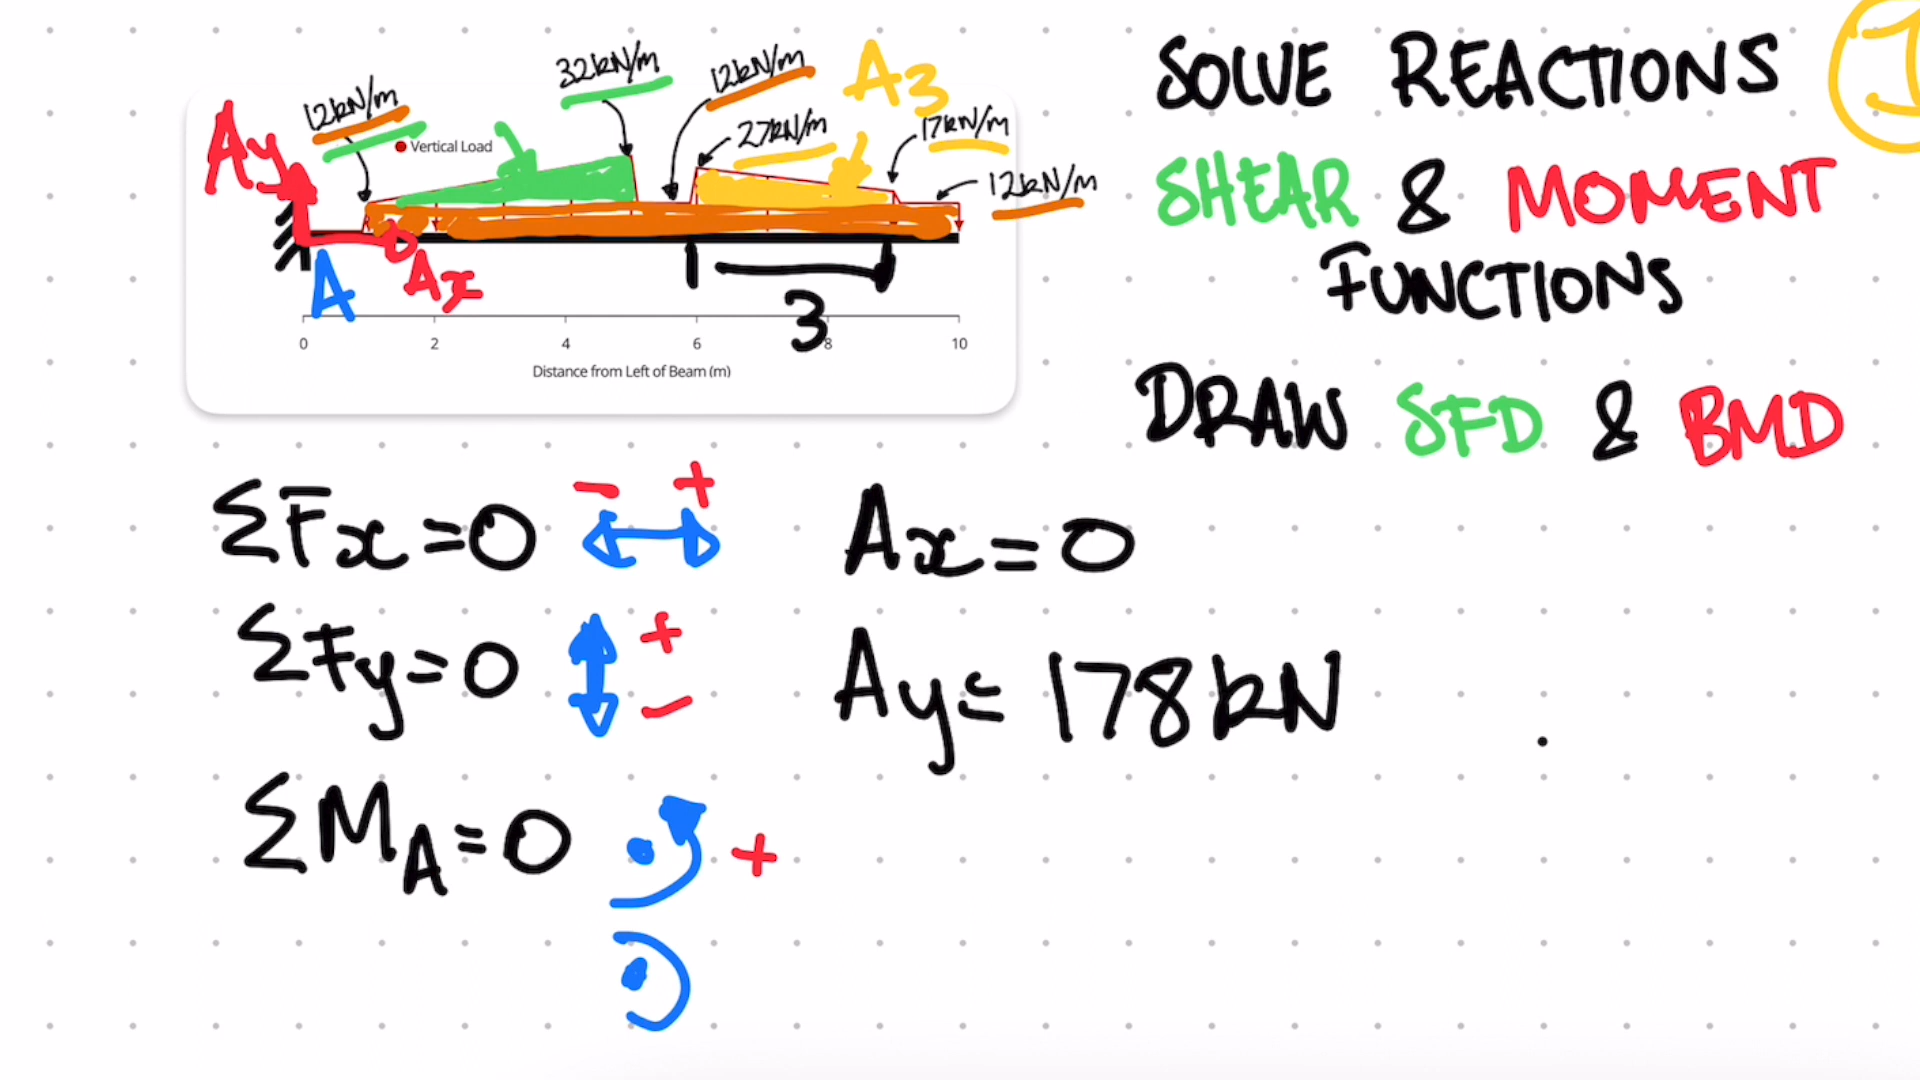 32kN/m
12kN/m
A3
12kN/m
27kN/m
17kN/m
Ay
Vertical Load
12kN/m
A
Ax
3
0 2 4 6 8 10
Distance from Left of Beam (m)
SOLVE REACTIONS 1
SHEAR & MOMENT
FUNCTIONS
DRAW SFD & BMD
ΣFx=0 - + Ax=0
ΣFy=0 + - Ay= 178kN
ΣMA=0 +